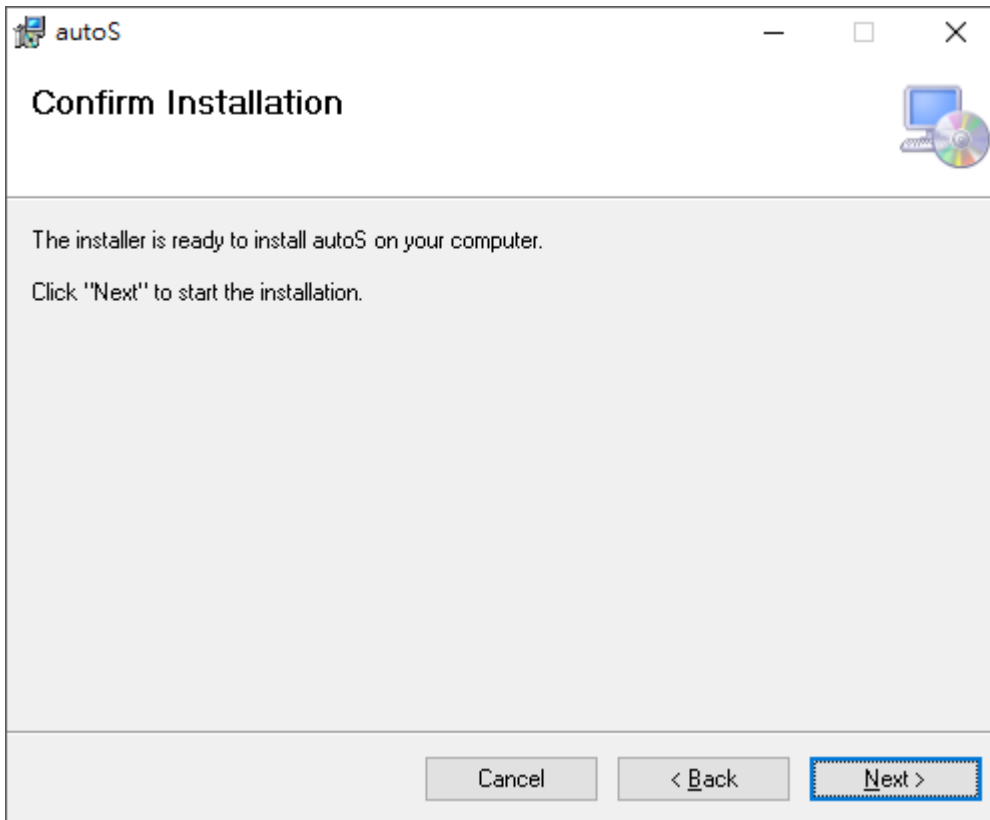 autoS
Confirm Installation
The installer is ready to install autoS on your computer.
Click "Next" to start the installation.
Cancel
< Back
Next >